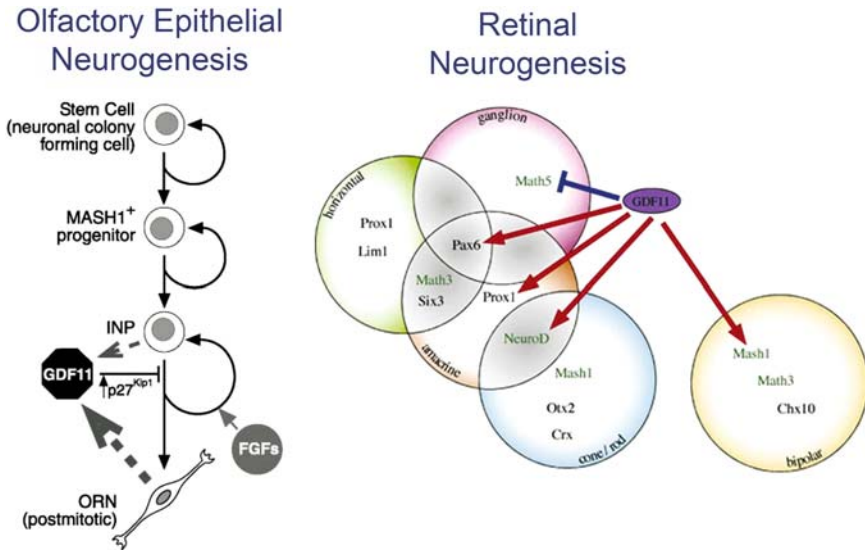 Olfactory Epithelial
Neurogenesis
Stem Cell
(neuronal colony
forming cell)
MASH1+
progenitor
INP
GDF11
↑p27Kip1
FGFs
ORN
(postmitotic)
Retinal
Neurogenesis
ganglion
Math5
GDF11
horizontal
Prox1
Lim1
Pax6
Math3
Six3
Prox1
amacrine
NeuroD
Mash1
Otx2
Crx
cone / rod
Mash1
Math3
Chx10
bipolar